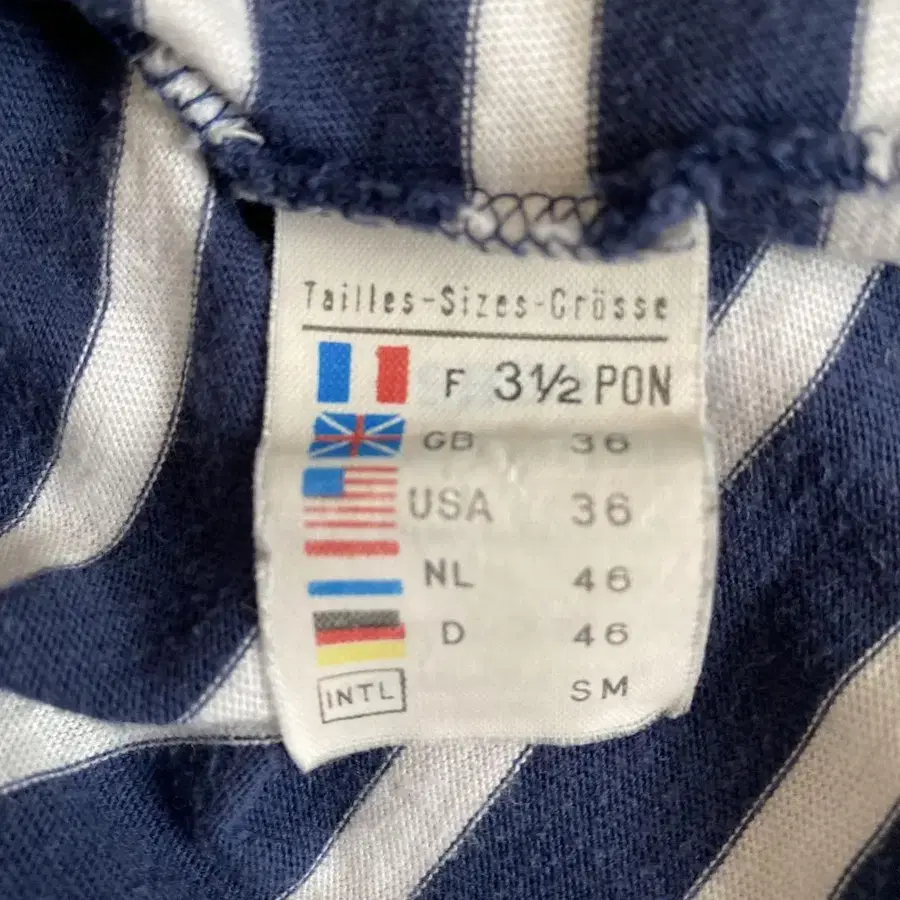 Tailles-Sizes-Grösse
F 3½ PON
GB 36
USA 36
NL 46
D 46
INTL SM